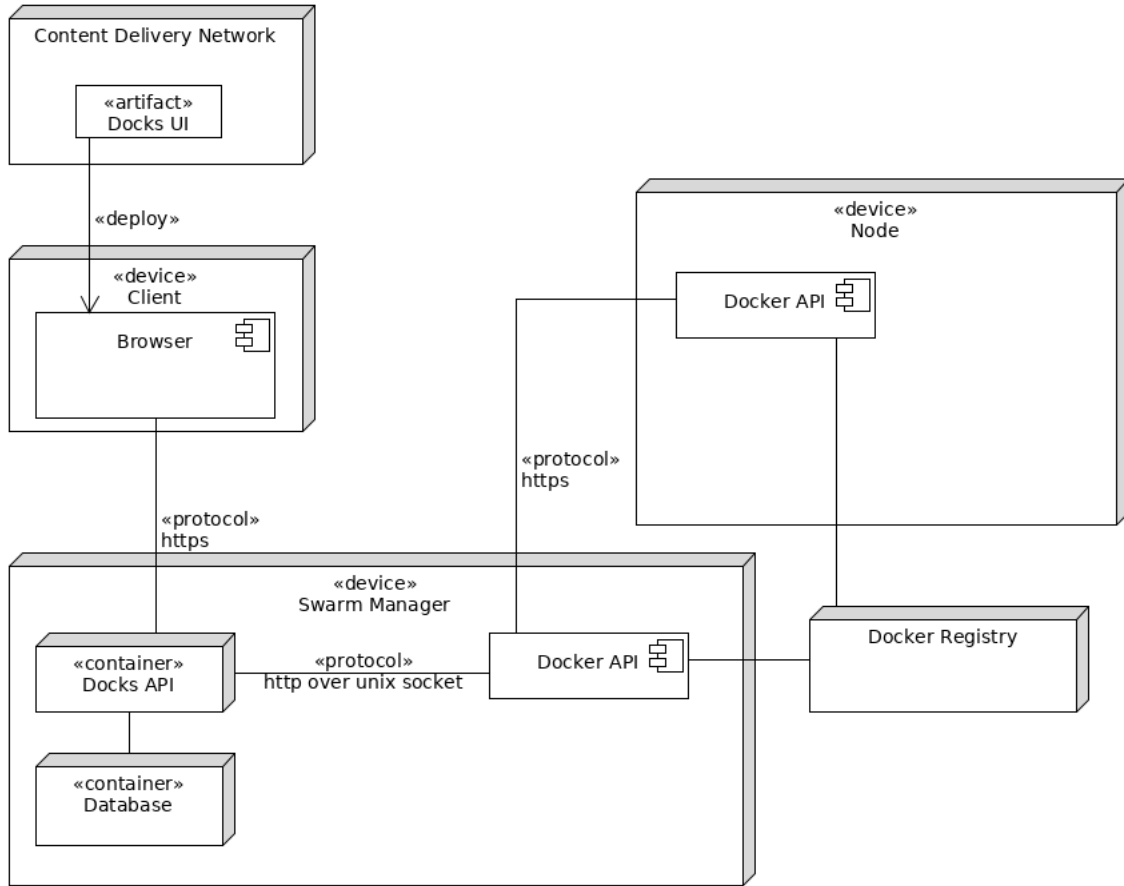 Content Delivery Network
«artifact»
Docks UI
«deploy»
«device»
Client
Browser
«protocol»
https
«device»
Node
Docker API
«protocol»
https
«device»
Swarm Manager
«container»
Docks API
«protocol»
http over unix socket
Docker API
Docker Registry
«container»
Database